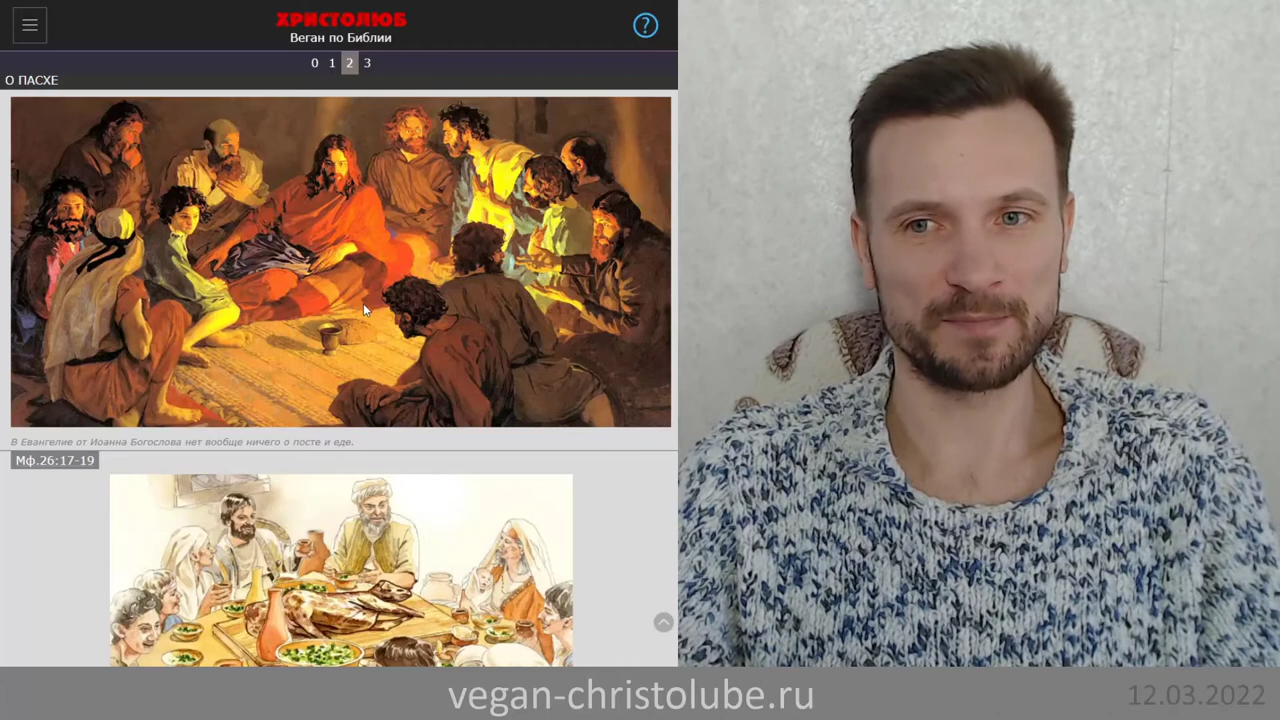 ХРИСТОЛЮБ
Веган по Библии
?
0 1 2 3
О ПАСХЕ
В Евангелие от Иоанна Богослова нет вообще ничего о посте и еде.
Мф.26:17-19
vegan-christolube.ru
12.03.2022